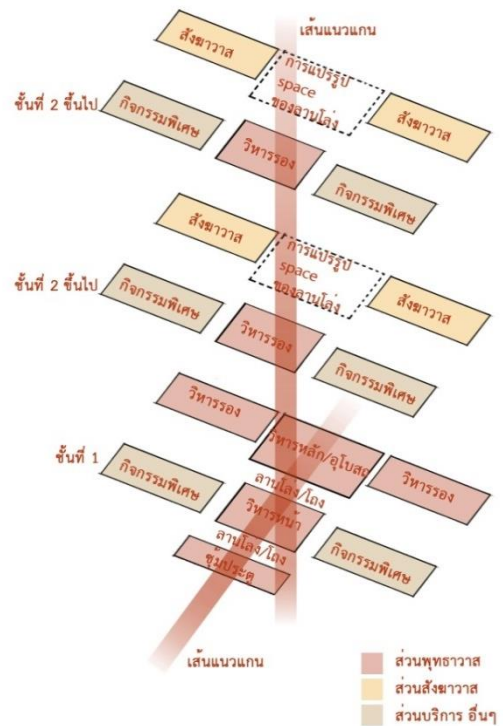 เส้นแนวแกน
สังฆาวาส
การแปรรูป
space
ของลานโล่ง
สังฆาวาส
ชั้นที่ 2 ขึ้นไป
กิจกรรมพิเศษ
วิหารรอง
กิจกรรมพิเศษ
สังฆาวาส
การแปรรูป
space
ของลานโล่ง
สังฆาวาส
ชั้นที่ 2 ขึ้นไป
กิจกรรมพิเศษ
วิหารรอง
กิจกรรมพิเศษ
วิหารรอง
วิหารหลัก/อุโบสถ
วิหารรอง
ชั้นที่ 1
กิจกรรมพิเศษ
ลานโล่ง/โถง
วิหารหน้า
กิจกรรมพิเศษ
ลานโล่ง/โถง
ซุ้มประตู
เส้นแนวแกน
ส่วนพุทธาวาส
ส่วนสังฆาวาส
ส่วนบริการ อื่นๆ